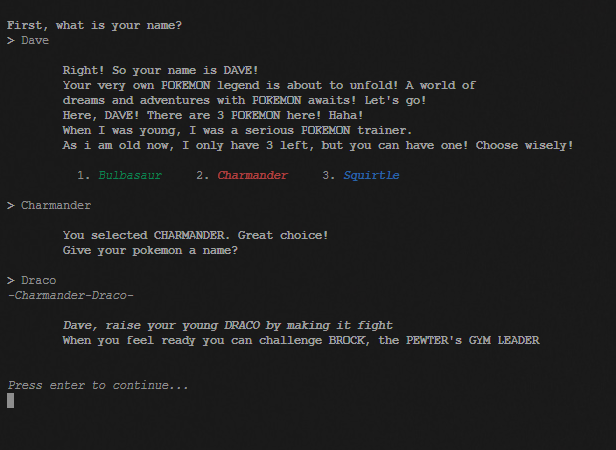 First, what is your name?
> Dave
Right! So your name is DAVE!
Your very own POKEMON legend is about to unfold! A world of
dreams and adventures with POKEMON awaits! Let's go!
Here, DAVE! There are 3 POKEMON here! Haha!
When I was young, I was a serious POKEMON trainer.
As i am old now, I only have 3 left, but you can have one! Choose wisely!
1. Bulbasaur 2. Charmander 3. Squirtle
> Charmander
You selected CHARMANDER. Great choice!
Give your pokemon a name?
> Draco
-Charmander-Draco-
Dave, raise your young DRACO by making it fight
When you feel ready you can challenge BROCK, the PEWTER's GYM LEADER
Press enter to continue...